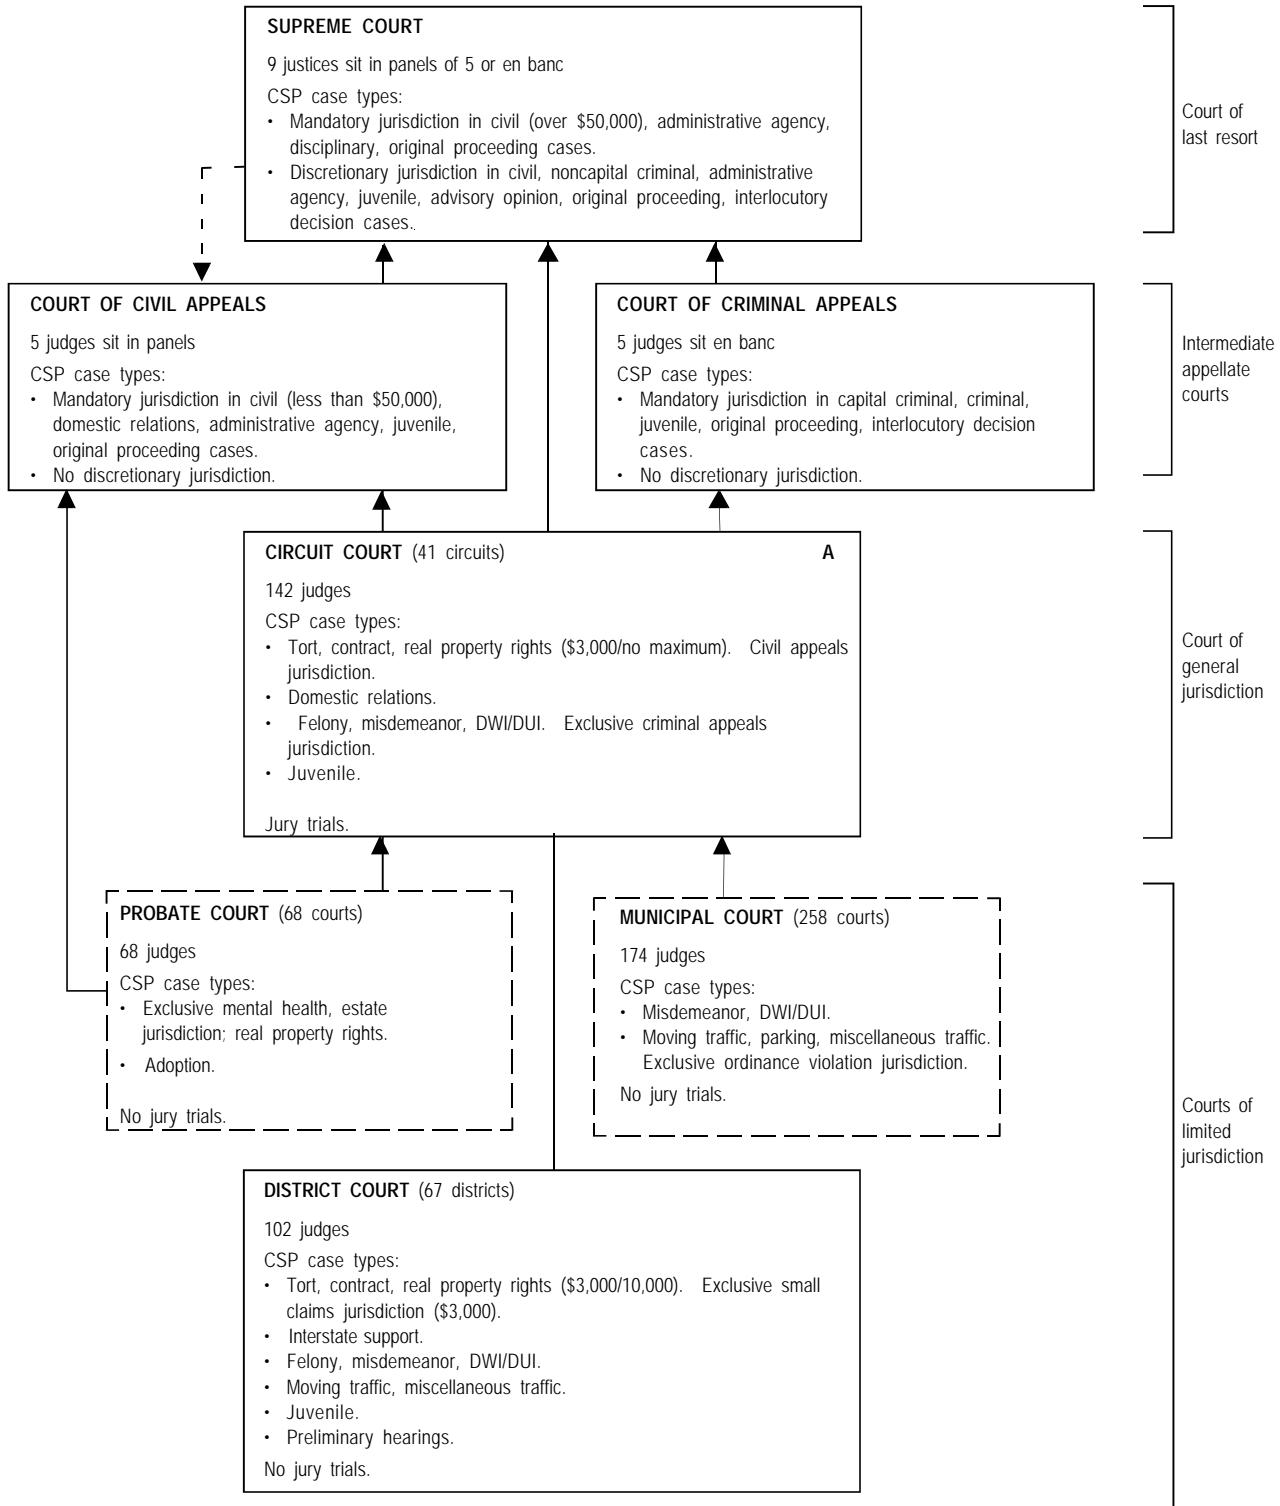 SUPREME COURT
9 justices sit in panels of 5 or en banc
CSP case types:
• Mandatory jurisdiction in civil (over $50,000), administrative agency,
disciplinary, original proceeding cases.
• Discretionary jurisdiction in civil, noncapital criminal, administrative
agency, juvenile, advisory opinion, original proceeding, interlocutory
decision cases.
Court of
last resort
COURT OF CIVIL APPEALS
5 judges sit in panels
CSP case types:
• Mandatory jurisdiction in civil (less than $50,000),
domestic relations, administrative agency, juvenile,
original proceeding cases.
• No discretionary jurisdiction.
COURT OF CRIMINAL APPEALS
5 judges sit en banc
CSP case types:
• Mandatory jurisdiction in capital criminal, criminal,
juvenile, original proceeding, interlocutory decision
cases.
• No discretionary jurisdiction.
Intermediate
appellate
courts
CIRCUIT COURT (41 circuits) A
142 judges
CSP case types:
• Tort, contract, real property rights ($3,000/no maximum). Civil appeals
jurisdiction.
• Domestic relations.
• Felony, misdemeanor, DWI/DUI. Exclusive criminal appeals
jurisdiction.
• Juvenile.
Jury trials.
Court of
general
jurisdiction
PROBATE COURT (68 courts)
68 judges
CSP case types:
• Exclusive mental health, estate
jurisdiction; real property rights.
• Adoption.
No jury trials.
MUNICIPAL COURT (258 courts)
174 judges
CSP case types:
• Misdemeanor, DWI/DUI.
• Moving traffic, parking, miscellaneous traffic.
Exclusive ordinance violation jurisdiction.
No jury trials.
Courts of
limited
jurisdiction
DISTRICT COURT (67 districts)
102 judges
CSP case types:
• Tort, contract, real property rights ($3,000/10,000). Exclusive small
claims jurisdiction ($3,000).
• Interstate support.
• Felony, misdemeanor, DWI/DUI.
• Moving traffic, miscellaneous traffic.
• Juvenile.
• Preliminary hearings.
No jury trials.